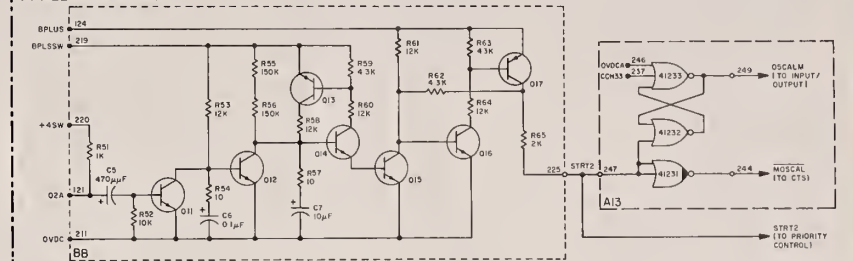 BPLUS 124
BPLSSW 219
+4SW 220
R51
1K
C5
470μμF
Q2A 121
R52
10K
Q11
0VDC 211
B8
R53
12K
R54
10
C6
0.1μF
R55
150K
R56
150K
Q12
Q13
R58
12K
R57
10
C7
10μF
R59
4.3K
R60
12K
Q14
R61
12K
R62
4.3K
Q15
R63
4.3K
R64
12K
Q16
Q17
R65
2K
225
STRT2
247
0VDCA 246
CCH33 237
41233
41232
41231
A13
249 OSCALM
(TO INPUT/
OUTPUT)
244 MOSCAL
(TO CTS)
STRT2
(TO PRIORITY
CONTROL)